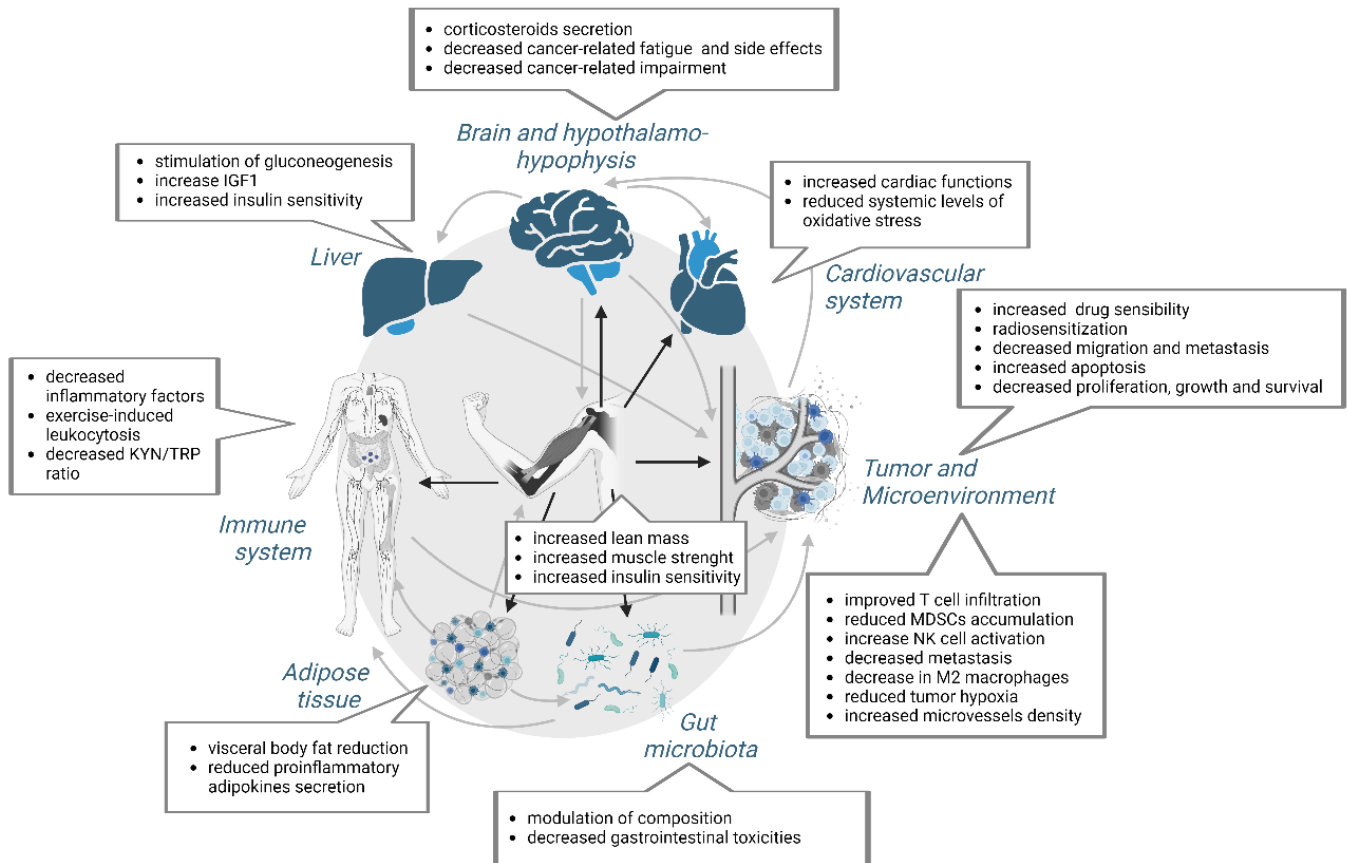 • corticosteroids secretion
• decreased cancer-related fatigue and side effects
• decreased cancer-related impairment
Brain and hypothalamo-
hypophysis
• stimulation of gluconeogenesis
• increase IGF1
• increased insulin sensitivity
Liver
• increased cardiac functions
• reduced systemic levels of
oxidative stress
Cardiovascular
system
• increased drug sensibility
• radiosensitization
• decreased migration and metastasis
• increased apoptosis
• decreased proliferation, growth and survival
• decreased
inflammatory factors
• exercise-induced
leukocytosis
• decreased KYN/TRP
ratio
Immune
system
Tumor and
Microenvironment
• increased lean mass
• increased muscle strenght
• increased insulin sensitivity
• improved T cell infiltration
• reduced MDSCs accumulation
• increase NK cell activation
• decreased metastasis
• decrease in M2 macrophages
• reduced tumor hypoxia
• increased microvessels density
Adipose
tissue
• visceral body fat reduction
• reduced proinflammatory
adipokines secretion
Gut
microbiota
• modulation of composition
• decreased gastrointestinal toxicities